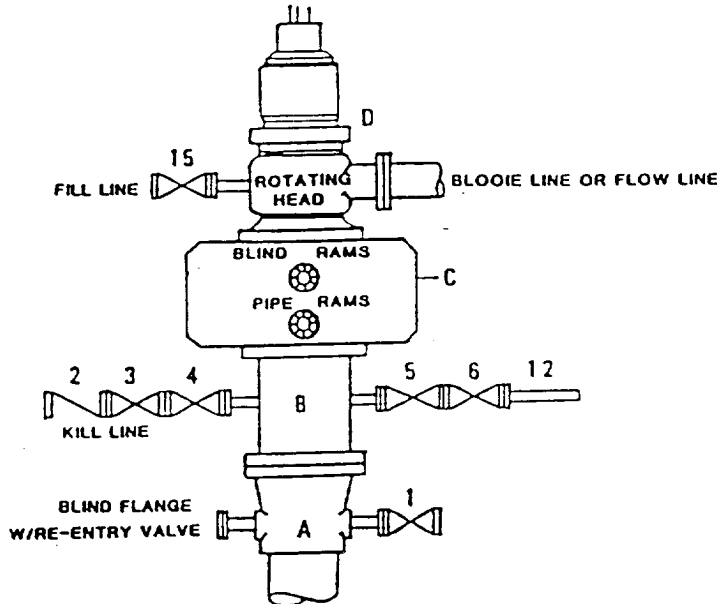 D
15
FILL LINE
ROTATING
HEAD
BLOOIE LINE OR FLOW LINE
BLIND RAMS
C
PIPE RAMS
2 3 4
5 6 12
B
KILL LINE
BLIND FLANGE
W/RE-ENTRY VALVE
1
A